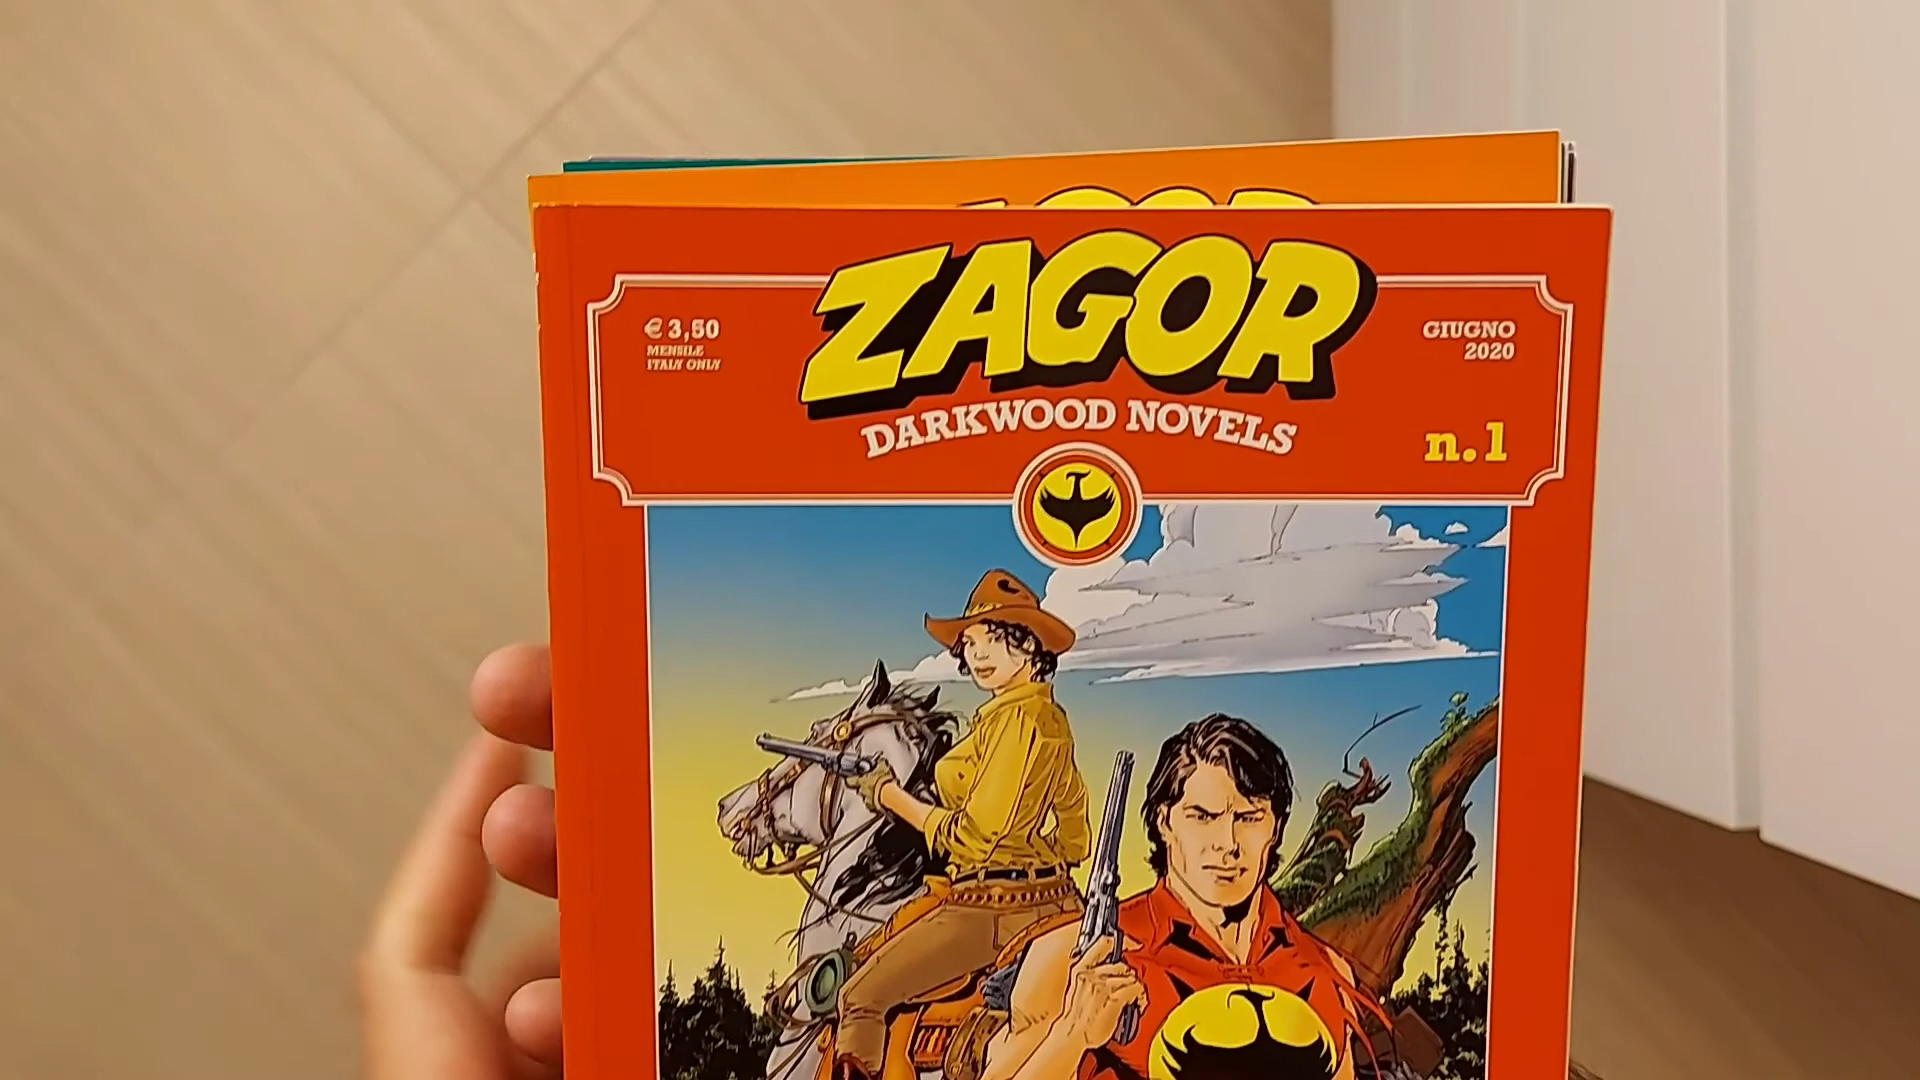 ZAGOR
€ 3,50
MENSILE
ITALY ONLY
GIUGNO
2020
DARKWOOD NOVELS
n.1